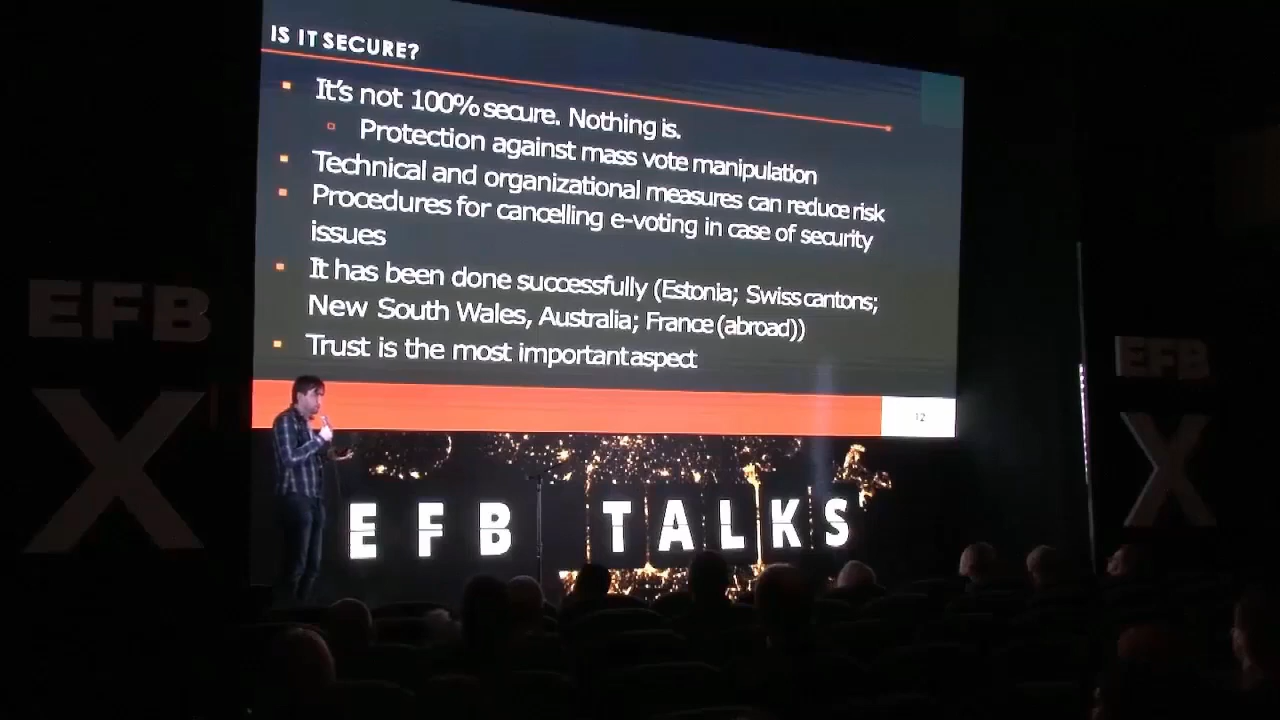 IS IT SECURE?
It's not 100% secure. Nothing is.
Protection against mass vote manipulation
Technical and organizational measures can reduce risk
Procedures for cancelling e-voting in case of security
issues
It has been done successfully (Estonia; Swiss cantons;
New South Wales, Australia; France (abroad))
Trust is the most important aspect
12
EFB
X
EFB TALKS
EFB
X